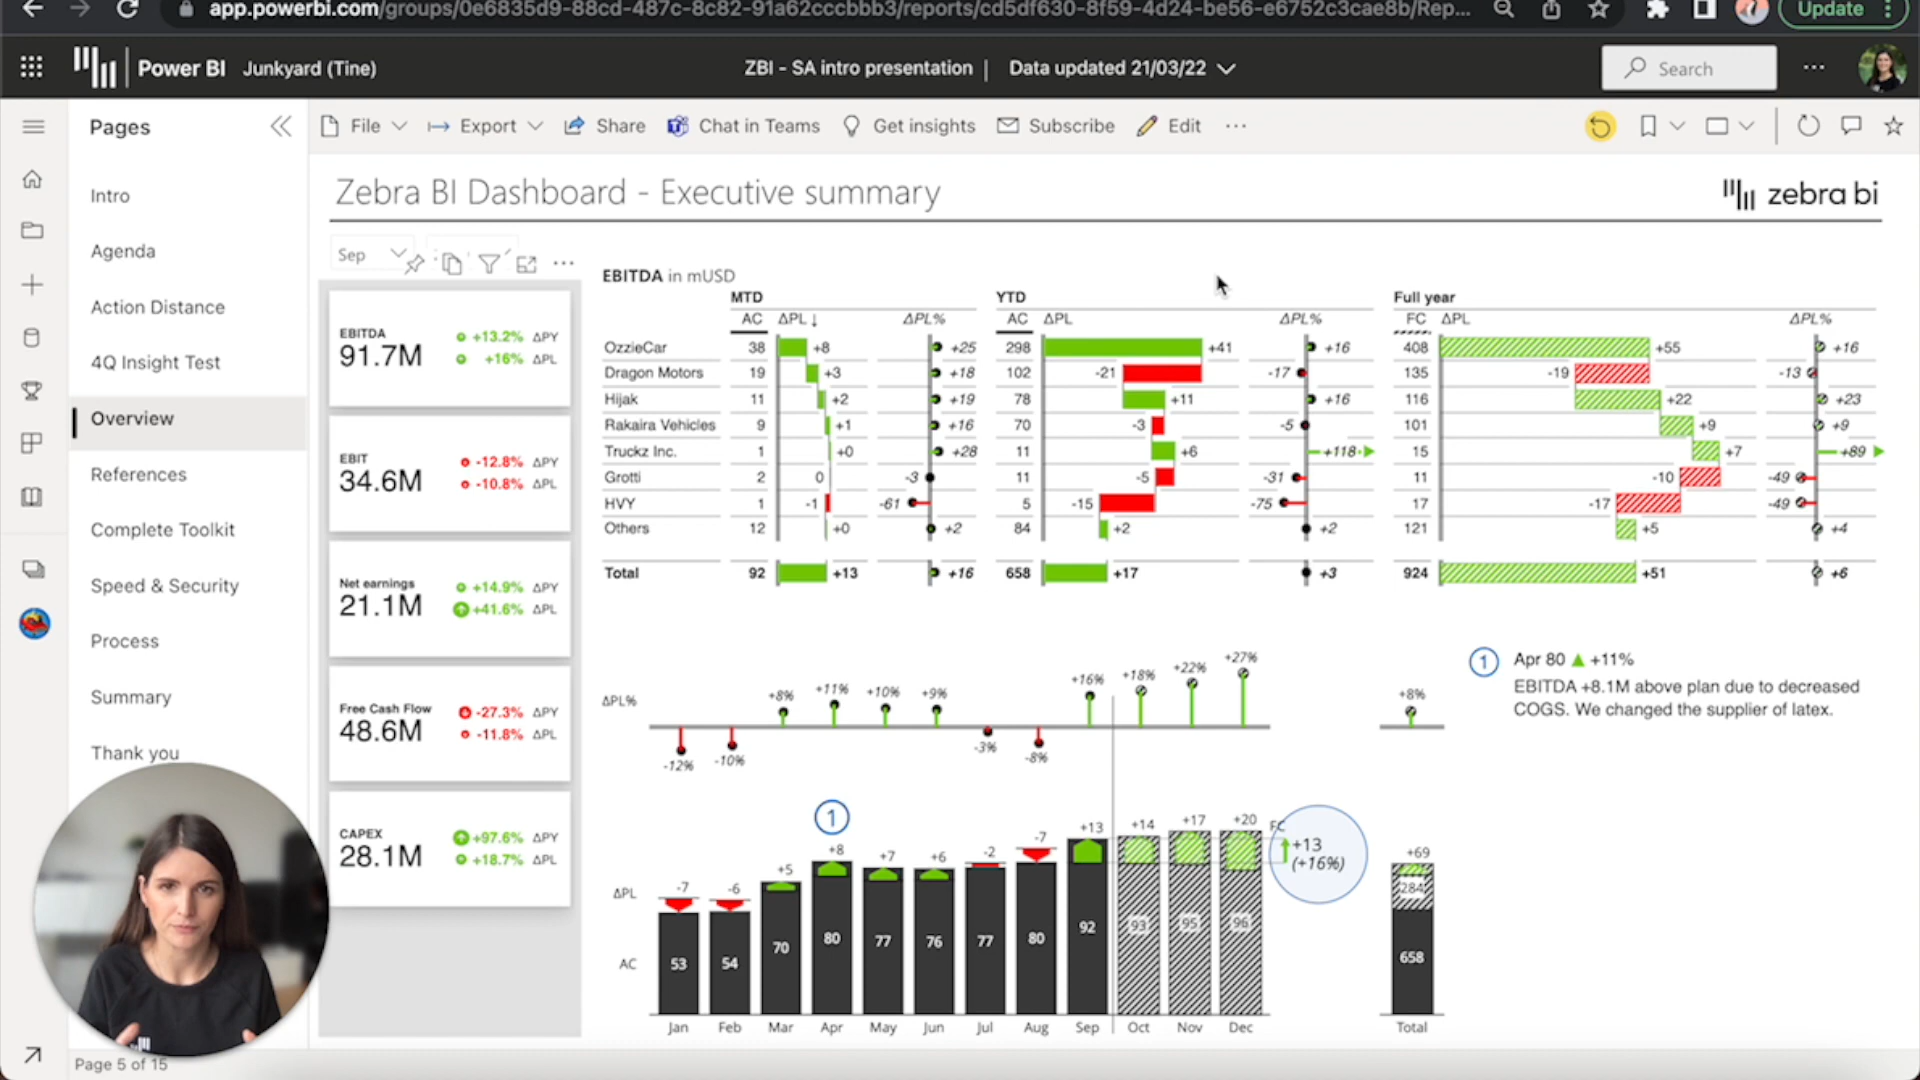 app.powerbi.com/groups/0e6835d9-88cd-487c-8c82-91a62cccbbb3/reports/cd5df630-8f59-4d24-be56-e6752c3cae8b/Rep...
Update
Power BI Junkyard (Tine)
ZBI - SA intro presentation | Data updated 21/03/22
Search
Pages
File Export Share Chat in Teams Get insights Subscribe Edit
Intro
Agenda
Action Distance
4Q Insight Test
Overview
References
Complete Toolkit
Speed & Security
Process
Summary
Thank you
Page 5 of 15
Zebra BI Dashboard - Executive summary
zebra bi
Sep
EBITDA
91.7M
+13.2% ΔPY
+16% ΔPL
EBIT
34.6M
-12.8% ΔPY
-10.8% ΔPL
Net earnings
21.1M
+14.9% ΔPY
+41.6% ΔPL
Free Cash Flow
48.6M
-27.3% ΔPY
-11.8% ΔPL
CAPEX
28.1M
+97.6% ΔPY
+18.7% ΔPL
EBITDA in mUSD
MTD YTD Full year
AC ΔPL ΔPL% AC ΔPL ΔPL% FC ΔPL ΔPL%
OzzieCar 38 +8 +25 298 +41 +16 408 +55 +16
Dragon Motors 19 +3 +18 102 -21 -17 135 -19 -13
Hijak 11 +2 +19 78 +11 +16 116 +22 +23
Rakaira Vehicles 9 +1 +16 70 -3 -5 101 +9 +9
Truckz Inc. 1 +0 +28 11 +6 +118 15 +7 +89
Grotti 2 0 -3 11 -5 -31 11 -10 -49
HVY 1 -1 -61 5 -15 -75 17 -17 -49
Others 12 +0 +2 84 +2 +2 121 +5 +4
Total 92 +13 +16 658 +17 +3 924 +51 +6
ΔPL% -12% -10% +8% +11% +10% +9% -3% -8% +16% +18% +22% +27% +8%
1 Apr 80 +11%
EBITDA +8.1M above plan due to decreased
COGS. We changed the supplier of latex.
1
ΔPL -7 -6 +5 +8 +7 +6 -2 -7 +13 +14 +17 +20 FC +69
+13
(+16%)
284
AC 53 54 70 80 77 76 77 80 92 93 95 96 658
Jan Feb Mar Apr May Jun Jul Aug Sep Oct Nov Dec Total